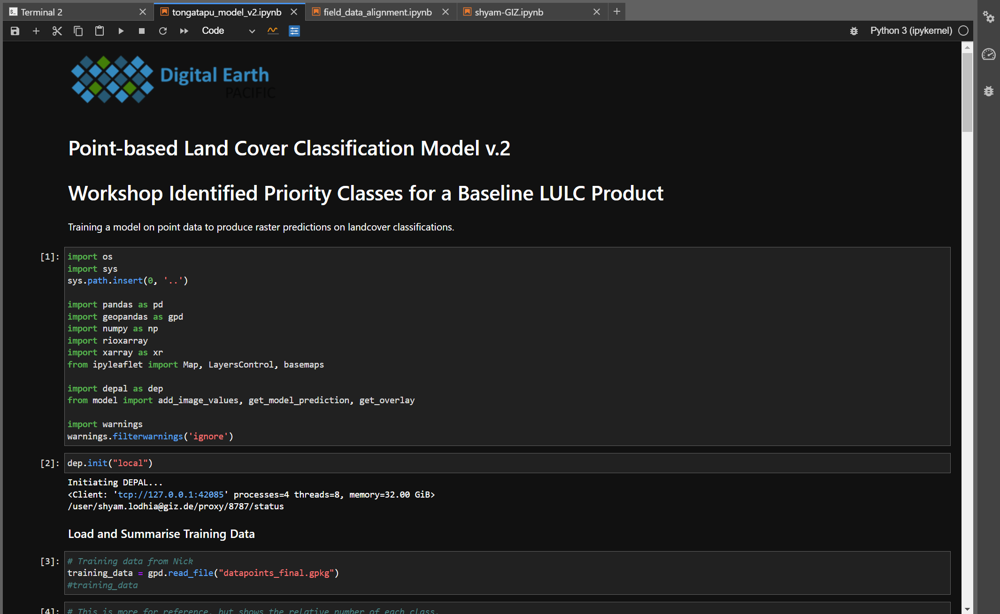 Terminal 2
tongatapu_model_v2.ipynb
field_data_alignment.ipynb
shyam-GIZ.ipynb
Code
Python 3 (ipykernel)
Digital Earth
PACIFIC
Point-based Land Cover Classification Model v.2
Workshop Identified Priority Classes for a Baseline LULC Product
Training a model on point data to produce raster predictions on landcover classifications.
[1]:
import os
import sys
sys.path.insert(0, '..')
import pandas as pd
import geopandas as gpd
import numpy as np
import rioxarray
import xarray as xr
from ipyleaflet import Map, LayersControl, basemaps
import depal as dep
from model import add_image_values, get_model_prediction, get_overlay
import warnings
warnings.filterwarnings('ignore')
[2]:
dep.init("local")
Initiating DEPAL...
<Client: 'tcp://127.0.0.1:42085' processes=4 threads=8, memory=32.00 GiB>
/user/shyam.lodhia@giz.de/proxy/8787/status
Load and Summarise Training Data
[3]:
# Training data from Nick
training_data = gpd.read_file("datapoints_final.gpkg")
#training_data
[4]:
# This is more for reference, but shows the relative number of each class.